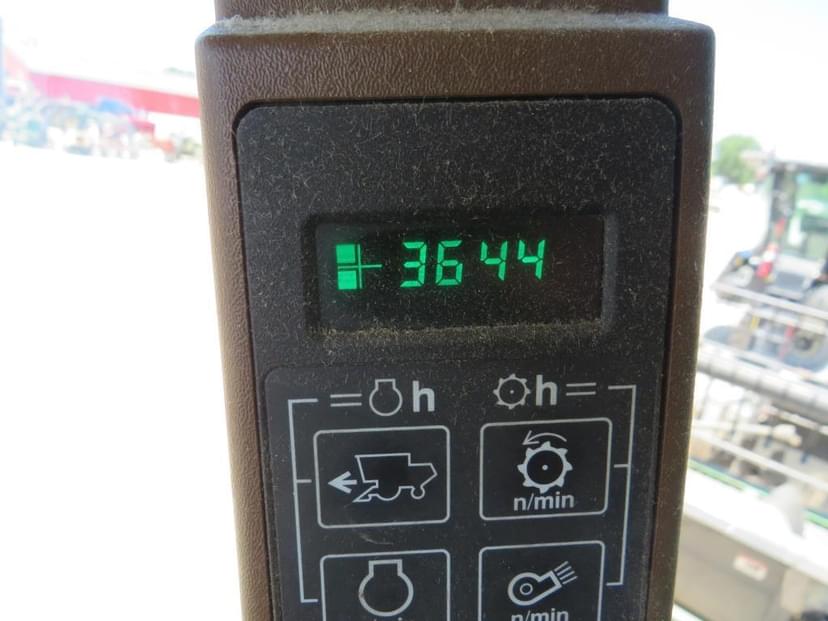 3644
= h h =
n/min
n/min